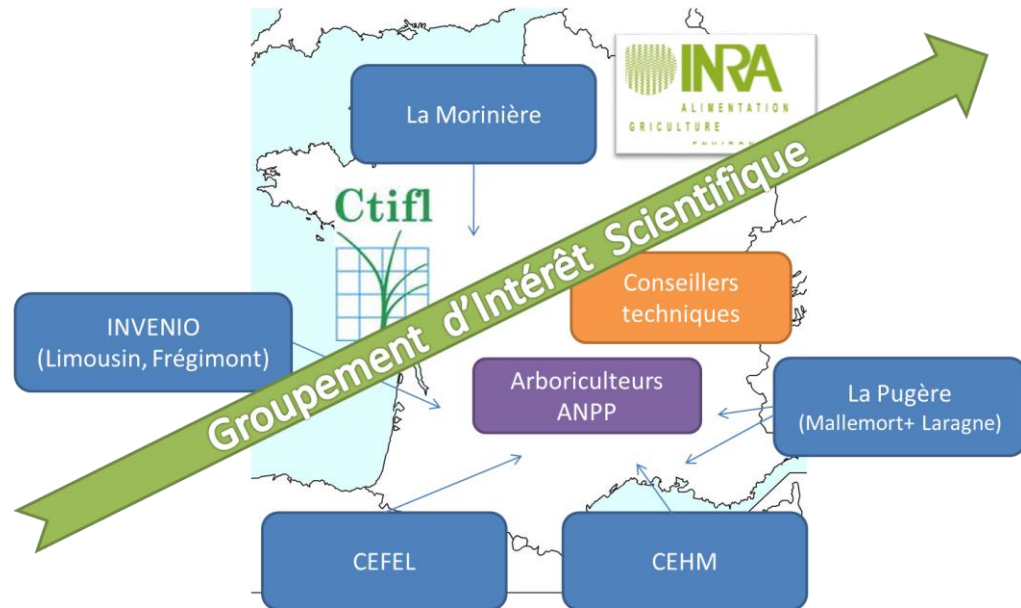 La Morinière
INRA
ALIMENTATION
GRICULTURE
Ctifl
Groupement d'Intérêt Scientifique
Conseillers
techniques
INVENIO
(Limousin, Frégimont)
Arboriculteurs
ANPP
La Pugère
(Mallemort+ Laragne)
CEFEL
CEHM